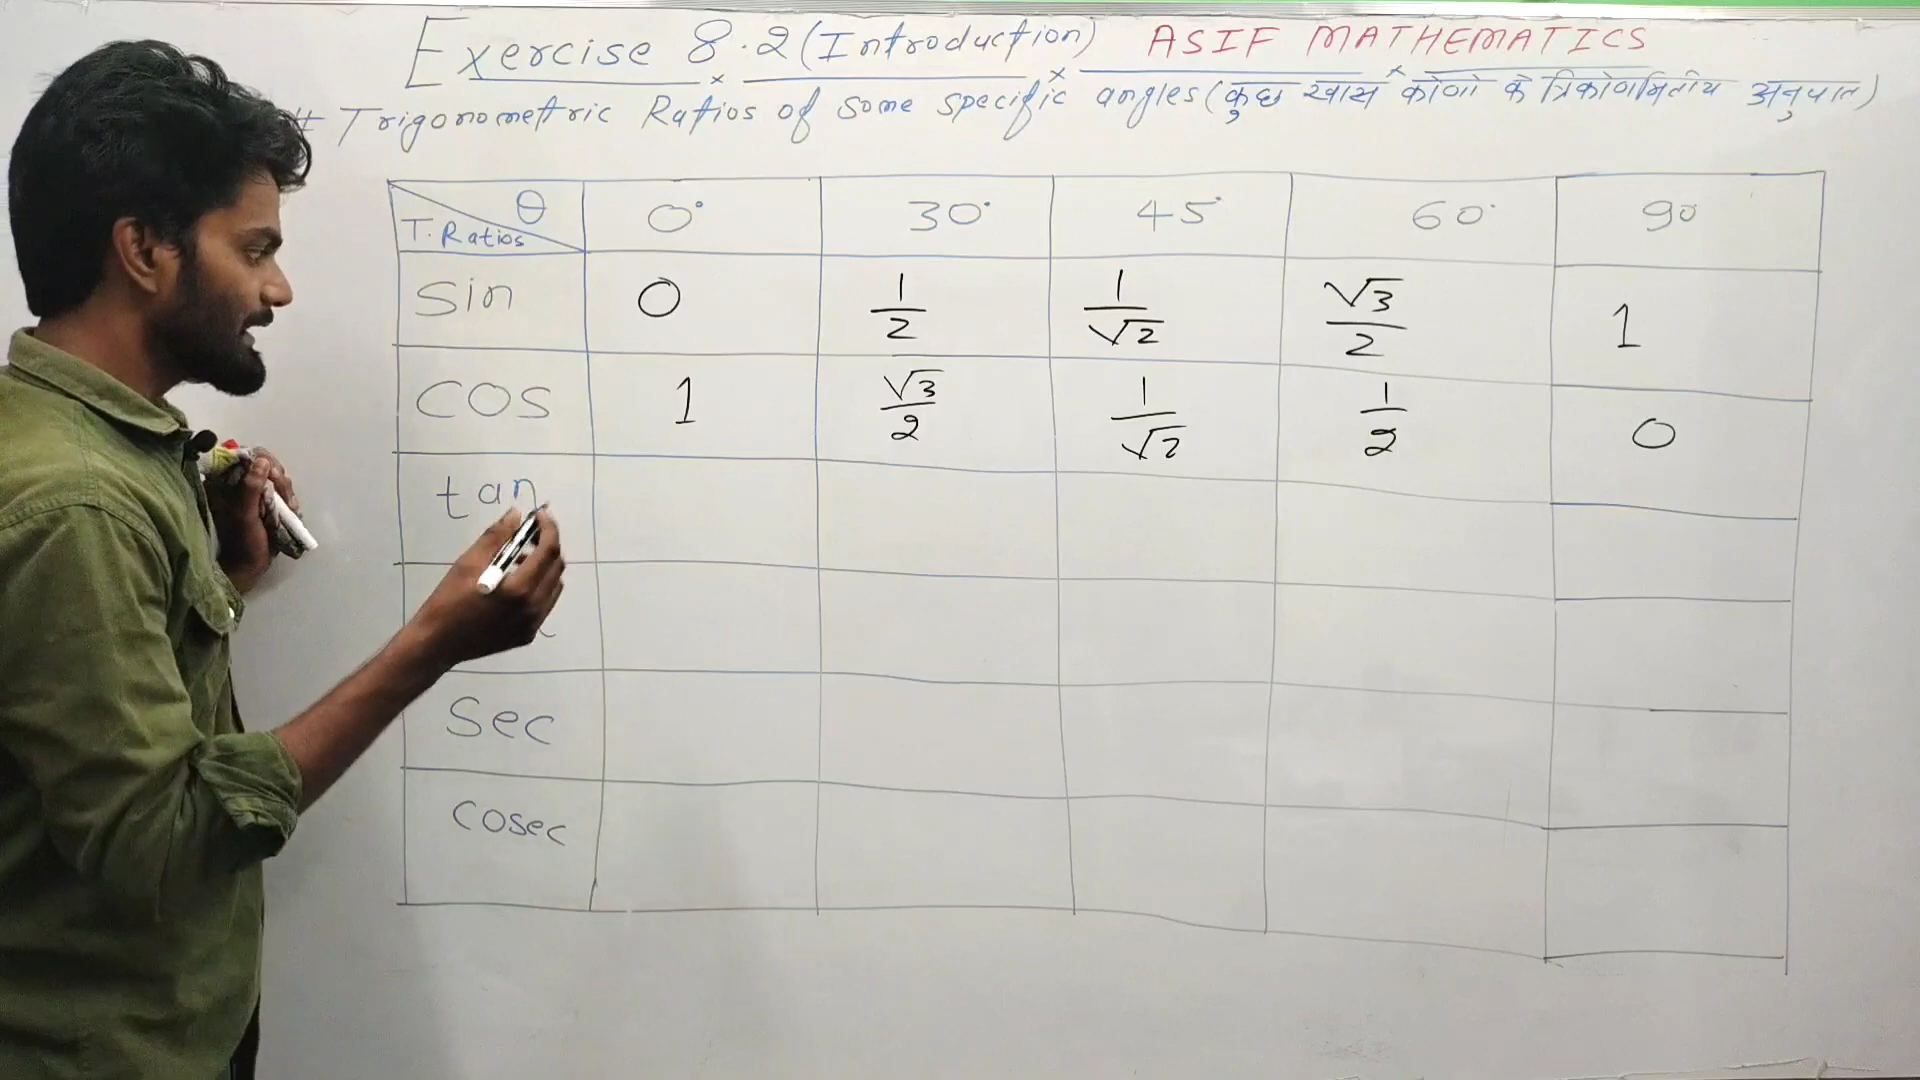 Exercise 8.2 (Introduction) ASIF MATHEMATICS
# Trigonometric Ratios of some specific angles (कुछ खास कोणो के त्रिकोणमितीय अनुपात)
θ 0° 30° 45° 60° 90
T. Ratios
Sin 0 1/2 1/√2 √3/2 1
COS 1 √3/2 1/√2 1/2 0
tan
Sec
Cosec